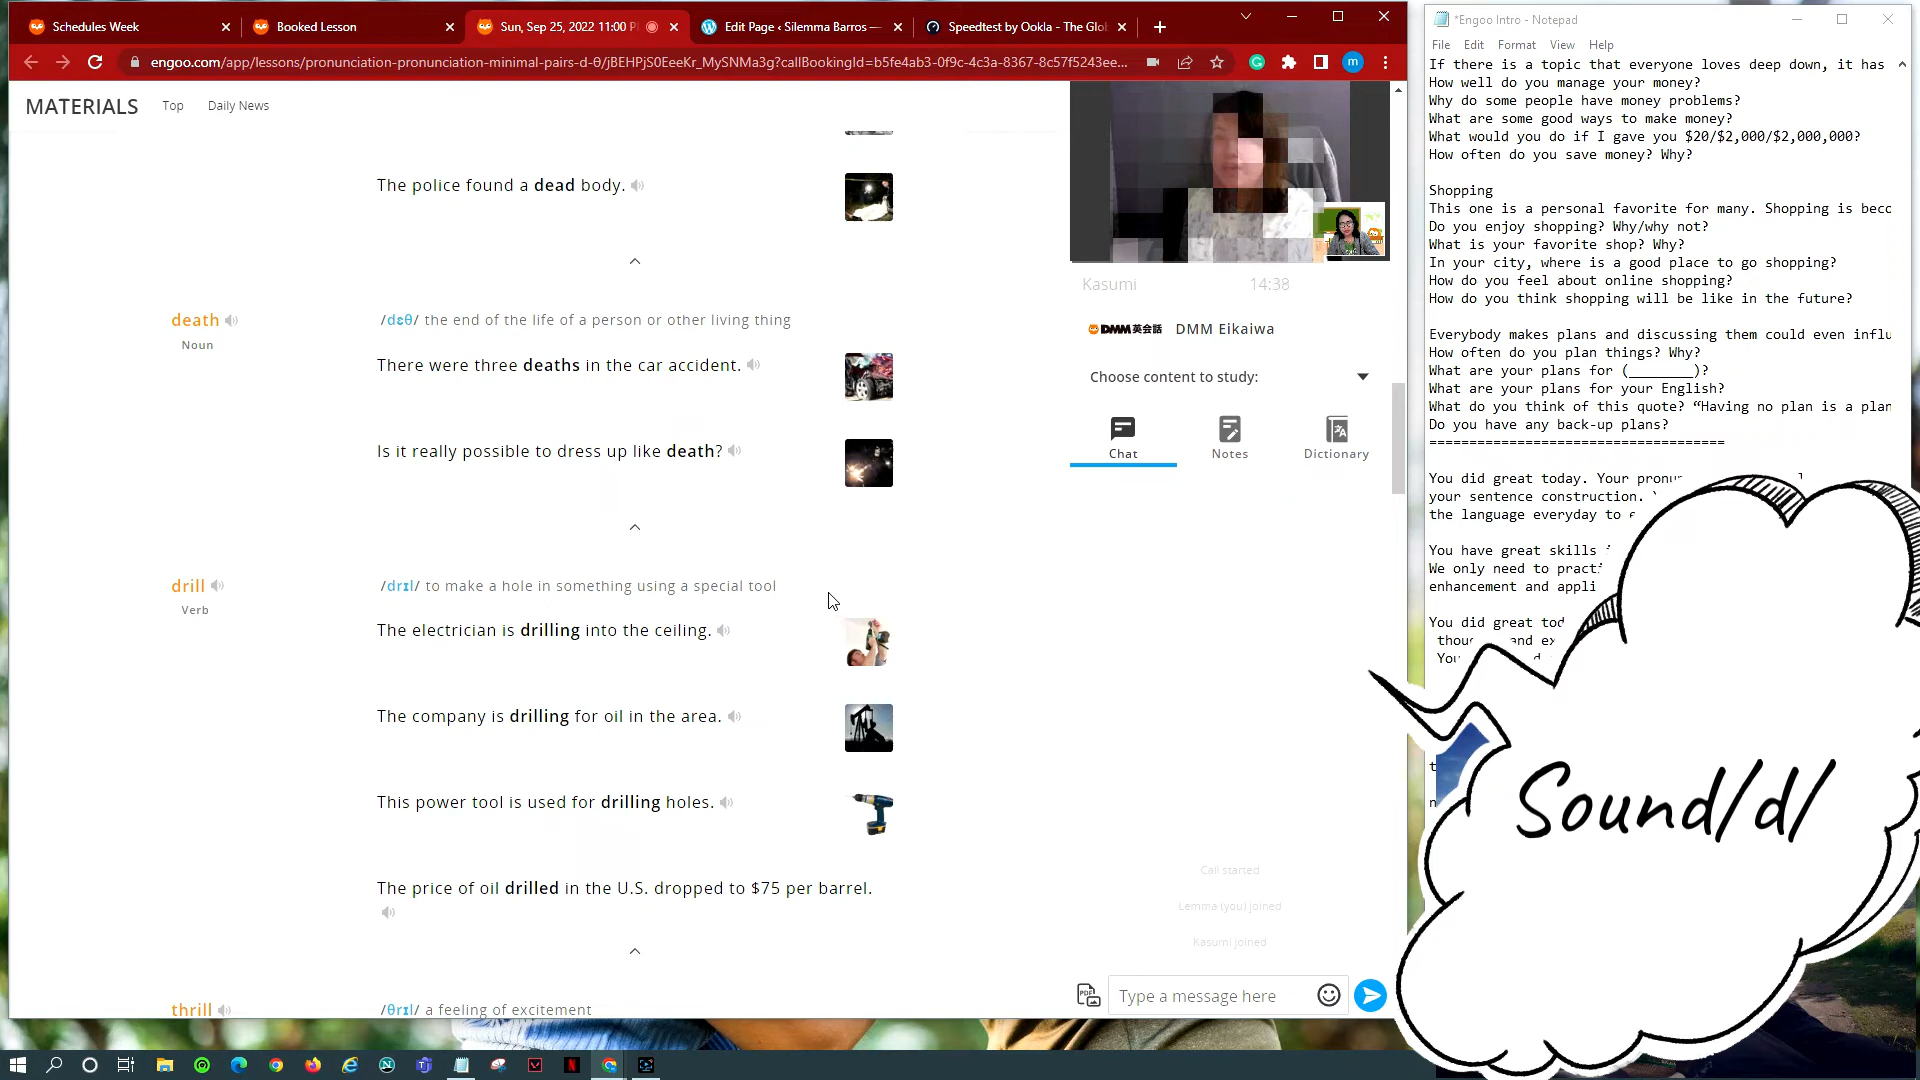 Schedules Week
Booked Lesson
Sun, Sep 25, 2022 11:00 P
Edit Page ‹ Silemma Barros —
Speedtest by Ookla - The Glob
engoo.com/app/lessons/pronunciation-pronunciation-minimal-pairs-d-θ/jBEHPjS0EeeKr_MySNMa3g?callBookingId=b5fe4ab3-0f9c-4c3a-8367-8c57f5243ee...
m
MATERIALS
Top
Daily News
The police found a dead body.
death
Noun
/dɛθ/ the end of the life of a person or other living thing
There were three deaths in the car accident.
Is it really possible to dress up like death?
drill
Verb
/drɪl/ to make a hole in something using a special tool
The electrician is drilling into the ceiling.
The company is drilling for oil in the area.
This power tool is used for drilling holes.
The price of oil drilled in the U.S. dropped to $75 per barrel.
thrill
/θrɪl/ a feeling of excitement
Kasumi
14:38
DMM英会話 DMM Eikaiwa
Choose content to study:
Chat
Notes
Dictionary
Call started
Lemma (you) joined
Kasumi joined
PDF
Type a message here
*Engoo Intro - Notepad
File Edit Format View Help
If there is a topic that everyone loves deep down, it has
How well do you manage your money?
Why do some people have money problems?
What are some good ways to make money?
What would you do if I gave you $20/$2,000/$2,000,000?
How often do you save money? Why?
Shopping
This one is a personal favorite for many. Shopping is beco
Do you enjoy shopping? Why/why not?
What is your favorite shop? Why?
In your city, where is a good place to go shopping?
How do you feel about online shopping?
How do you think shopping will be like in the future?
Everybody makes plans and discussing them could even influ
How often do you plan things? Why?
What are your plans for (________)?
What are your plans for your English?
What do you think of this quote? “Having no plan is a plan
Do you have any back-up plans?
=====================================
You did great today. Your pronu
your sentence construction.
the language everyday to e
You have great skills i
We only need to practi
enhancement and appli
You did great tod
thou and ex
Yo
Sound/d/